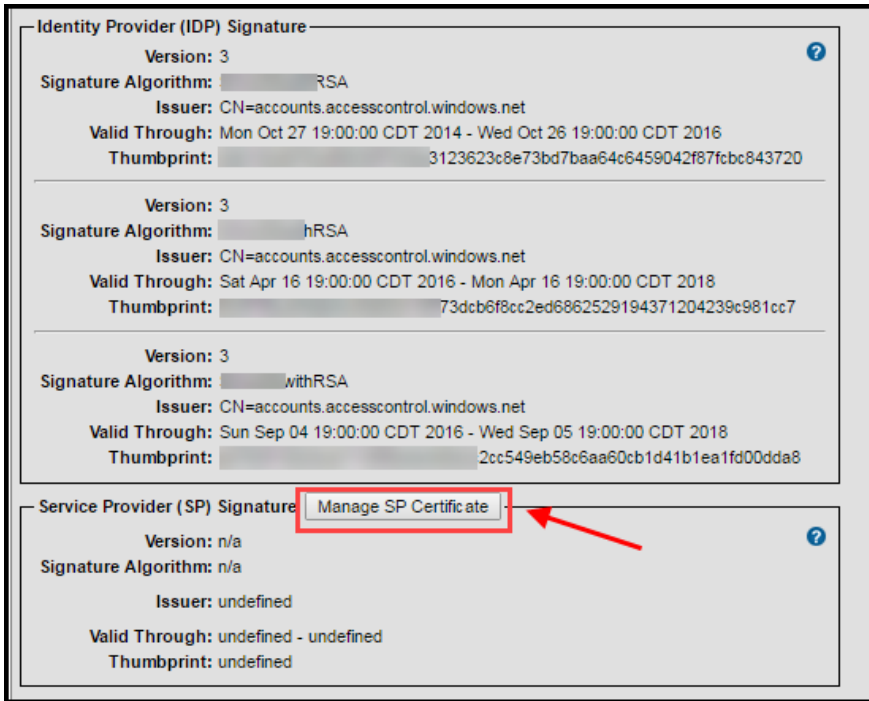 Identity Provider (IDP) Signature
Version: 3
Signature Algorithm: RSA
Issuer: CN=accounts.accesscontrol.windows.net
Valid Through: Mon Oct 27 19:00:00 CDT 2014 - Wed Oct 26 19:00:00 CDT 2016
Thumbprint: 3123623c8e73bd7baa64c6459042f87fcbc843720
Version: 3
Signature Algorithm: hRSA
Issuer: CN=accounts.accesscontrol.windows.net
Valid Through: Sat Apr 16 19:00:00 CDT 2016 - Mon Apr 16 19:00:00 CDT 2018
Thumbprint: 73dcb6f8cc2ed6862529194371204239c981cc7
Version: 3
Signature Algorithm: withRSA
Issuer: CN=accounts.accesscontrol.windows.net
Valid Through: Sun Sep 04 19:00:00 CDT 2016 - Wed Sep 05 19:00:00 CDT 2018
Thumbprint: 2cc549eb58c6aa60cb1d41b1ea1fd00dda8
Service Provider (SP) Signature Manage SP Certificate
Version: n/a
Signature Algorithm: n/a
Issuer: undefined
Valid Through: undefined - undefined
Thumbprint: undefined